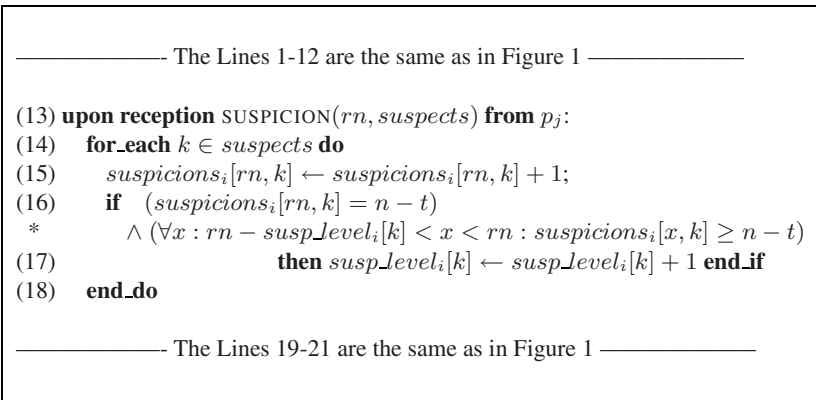 ———————- The Lines 1-12 are the same as in Figure 1 ———————
(13) upon reception SUSPICION(rn, suspects) from p_j:
(14) for_each k ∈ suspects do
(15) suspicions_i[rn, k] ← suspicions_i[rn, k] + 1;
(16) if (suspicions_i[rn, k] = n − t)
* ∧ (∀x : rn − susp_level_i[k] < x < rn : suspicions_i[x, k] ≥ n − t)
(17) then susp_level_i[k] ← susp_level_i[k] + 1 end_if
(18) end_do
———————- The Lines 19-21 are the same as in Figure 1 ———————